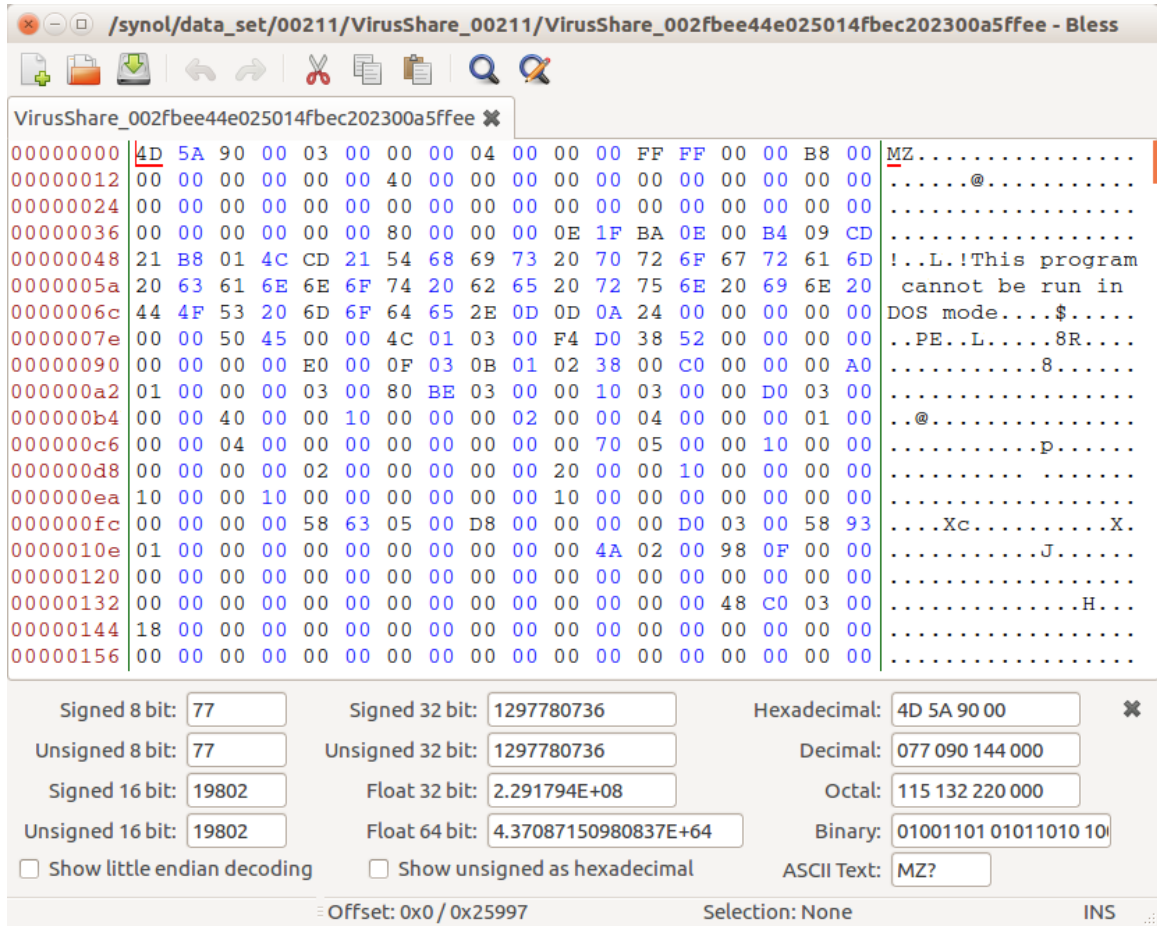 /synol/data_set/00211/VirusShare_00211/VirusShare_002fbee44e025014fbec202300a5ffee - Bless
VirusShare_002fbee44e025014fbec202300a5ffee
00000000 4D 5A 90 00 03 00 00 00 04 00 00 00 FF FF 00 00 B8 00 MZ................
00000012 00 00 00 00 00 00 40 00 00 00 00 00 00 00 00 00 00 00 ......@...........
00000024 00 00 00 00 00 00 00 00 00 00 00 00 00 00 00 00 00 00 ..................
00000036 00 00 00 00 00 00 80 00 00 00 0E 1F BA 0E 00 B4 09 CD ..................
00000048 21 B8 01 4C CD 21 54 68 69 73 20 70 72 6F 67 72 61 6D !..L.!This program
0000005a 20 63 61 6E 6E 6F 74 20 62 65 20 72 75 6E 20 69 6E 20 cannot be run in
0000006c 44 4F 53 20 6D 6F 64 65 2E 0D 0D 0A 24 00 00 00 00 00 DOS mode....$.....
0000007e 00 00 50 45 00 00 4C 01 03 00 F4 D0 38 52 00 00 00 00 ..PE..L.....8R....
00000090 00 00 00 00 E0 00 0F 03 0B 01 02 38 00 C0 00 00 00 A0 ...........8......
000000a2 01 00 00 00 03 00 80 BE 03 00 00 10 03 00 00 D0 03 00 ..................
000000b4 00 00 40 00 00 10 00 00 00 02 00 00 04 00 00 00 01 00 ..@...............
000000c6 00 00 04 00 00 00 00 00 00 00 00 70 05 00 00 10 00 00 ...........p......
000000d8 00 00 00 00 02 00 00 00 00 00 20 00 00 10 00 00 00 00 .......... .......
000000ea 10 00 00 10 00 00 00 00 00 00 10 00 00 00 00 00 00 00 ..................
000000fc 00 00 00 00 58 63 05 00 D8 00 00 00 00 D0 03 00 58 93 ....Xc..........X.
0000010e 01 00 00 00 00 00 00 00 00 00 00 4A 02 00 98 0F 00 00 ...........J......
00000120 00 00 00 00 00 00 00 00 00 00 00 00 00 00 00 00 00 00 ..................
00000132 00 00 00 00 00 00 00 00 00 00 00 00 00 00 48 C0 03 00 ..............H...
00000144 18 00 00 00 00 00 00 00 00 00 00 00 00 00 00 00 00 00 ..................
00000156 00 00 00 00 00 00 00 00 00 00 00 00 00 00 00 00 00 00 ..................
Signed 8 bit: 77 Signed 32 bit: 1297780736 Hexadecimal: 4D 5A 90 00
Unsigned 8 bit: 77 Unsigned 32 bit: 1297780736 Decimal: 077 090 144 000
Signed 16 bit: 19802 Float 32 bit: 2.291794E+08 Octal: 115 132 220 000
Unsigned 16 bit: 19802 Float 64 bit: 4.37087150980837E+64 Binary: 01001101 01011010 10
Show little endian decoding Show unsigned as hexadecimal ASCII Text: MZ?
Offset: 0x0 / 0x25997 Selection: None INS